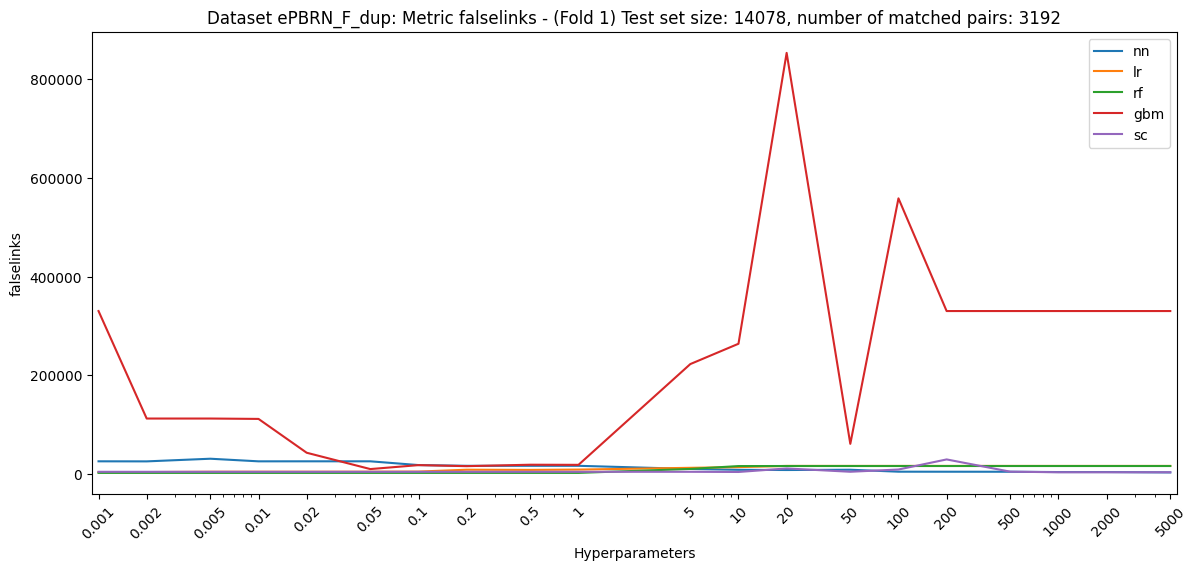 Dataset ePBRN_F_dup: Metric falselinks - (Fold 1) Test set size: 14078, number of matched pairs: 3192
nn
lr
rf
gbm
sc
falselinks
800000
600000
400000
200000
0
0.001 0.002 0.005 0.01 0.02 0.05 0.1 0.2 0.5 1 5 10 20 50 100 200 500 1000 2000 5000
Hyperparameters